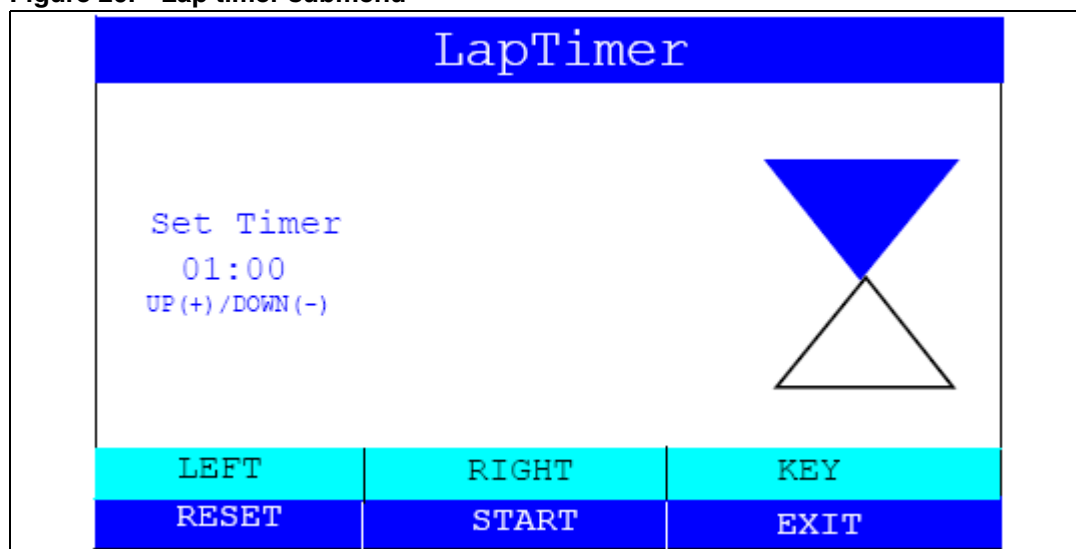 LapTimer
Set Timer
01:00
UP(+)/DOWN(-)
LEFT RIGHT KEY
RESET START EXIT